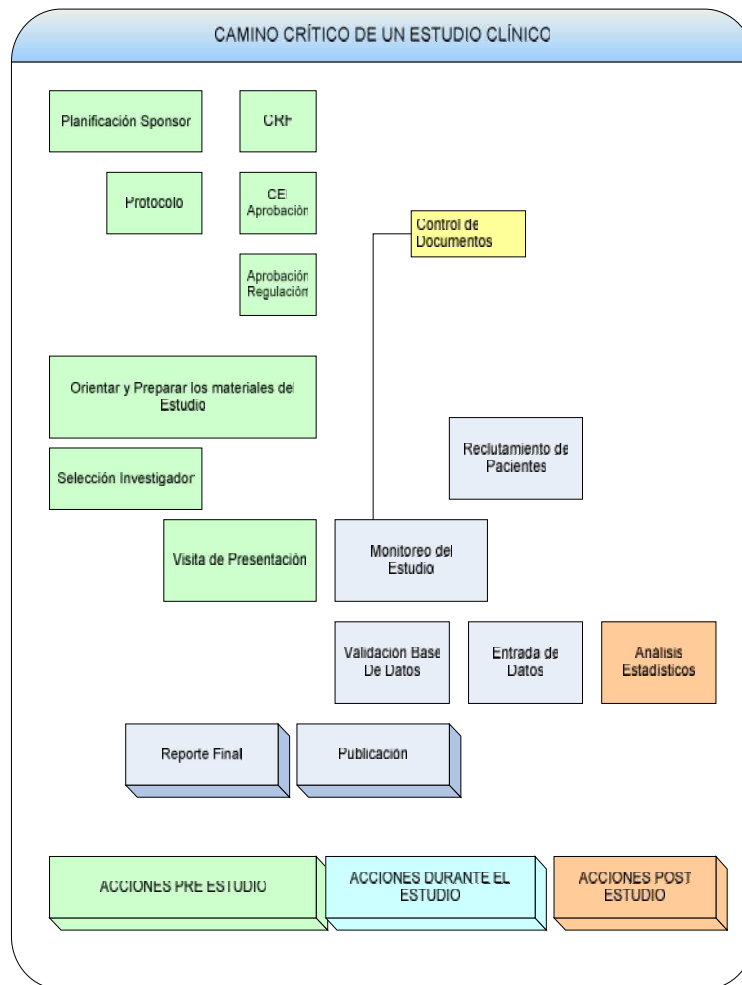 CAMINO CRÍTICO DE UN ESTUDIO CLÍNICO
Planificación Sponsor
CRF
Protocolo
CEI
Aprobación
Control de
Documentos
Aprobación
Regulación
Orientar y Preparar los materiales del
Estudio
Reclutamiento de
Pacientes
Selección Investigador
Visita de Presentación
Monitoreo del
Estudio
Validación Base
De Datos
Entrada de
Datos
Análisis
Estadísticos
Reporte Final
Publicación
ACCIONES PRE ESTUDIO
ACCIONES DURANTE EL
ESTUDIO
ACCIONES POST
ESTUDIO